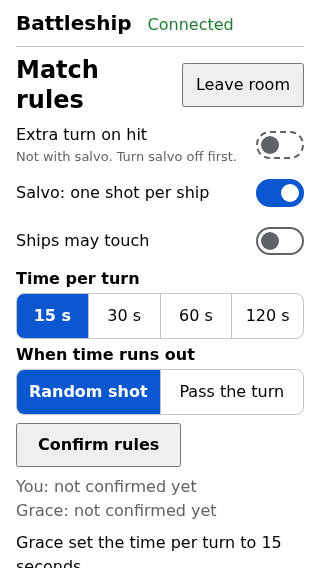 Battleship Connected
Match
rules
Leave room
Extra turn on hit
Not with salvo. Turn salvo off first.
Salvo: one shot per ship
Ships may touch
Time per turn
15 s 30 s 60 s 120 s
When time runs out
Random shot Pass the turn
Confirm rules
You: not confirmed yet
Grace: not confirmed yet
Grace set the time per turn to 15
seconds